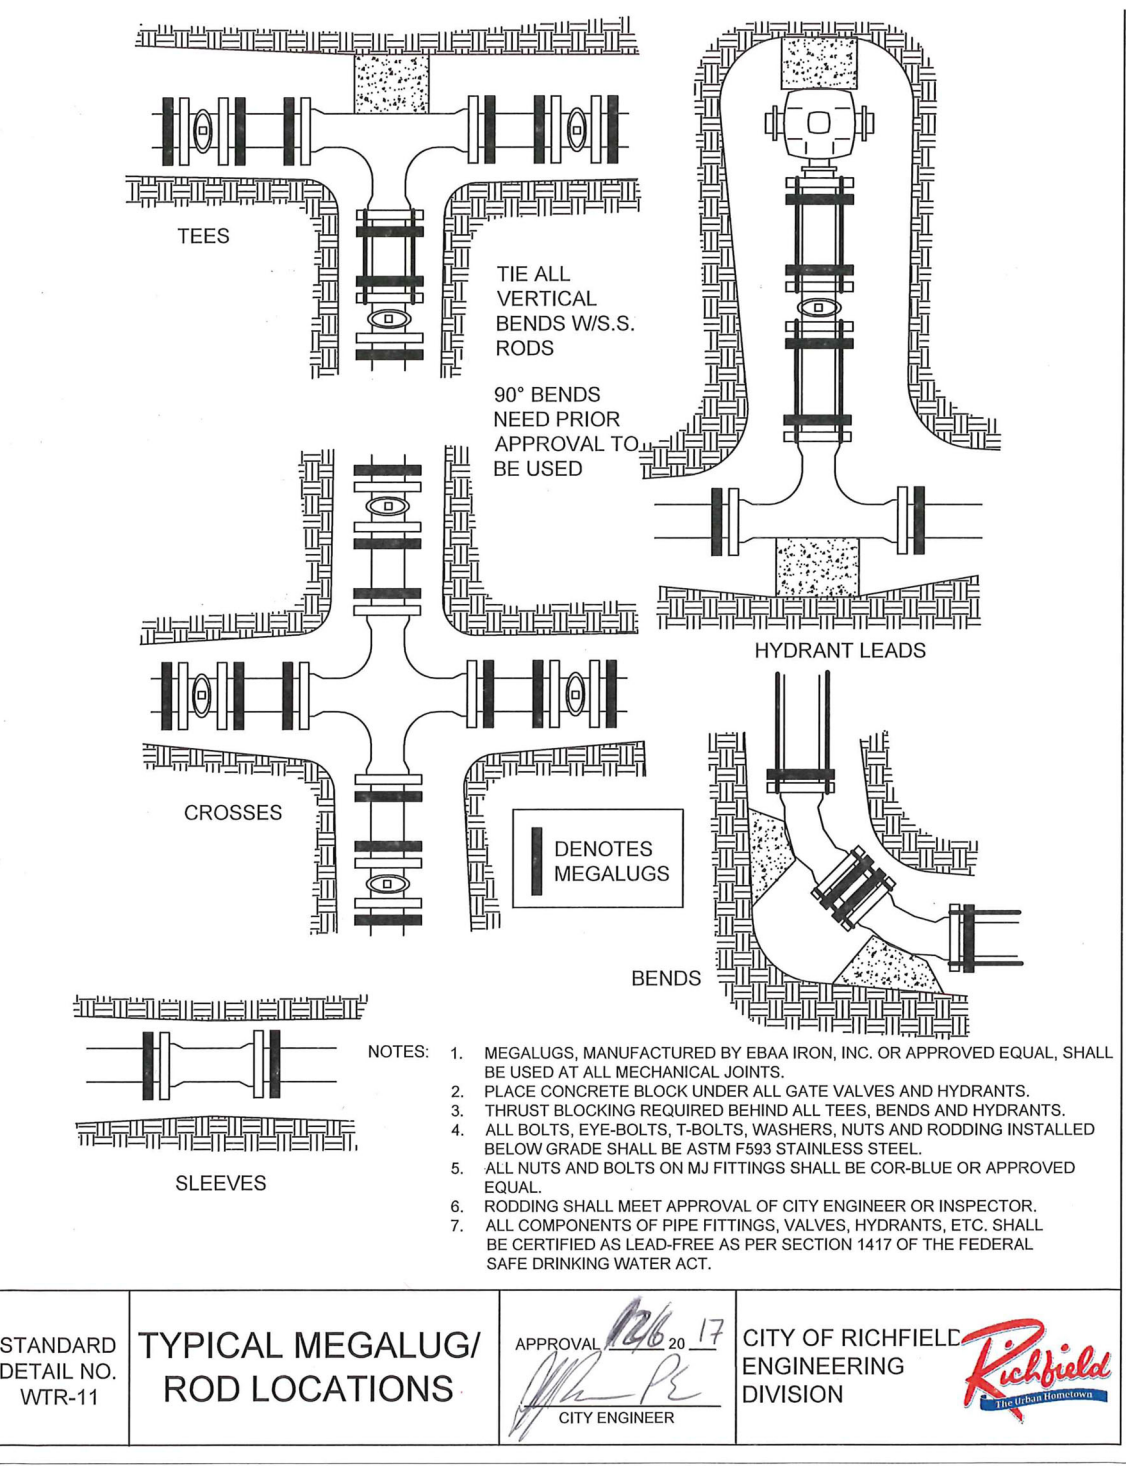 TEES
TIE ALL
VERTICAL
BENDS W/S.S.
RODS
90° BENDS
NEED PRIOR
APPROVAL TO
BE USED
HYDRANT LEADS
CROSSES
DENOTES
MEGALUGS
BENDS
SLEEVES
NOTES: 1. MEGALUGS, MANUFACTURED BY EBAA IRON, INC. OR APPROVED EQUAL, SHALL
BE USED AT ALL MECHANICAL JOINTS.
2. PLACE CONCRETE BLOCK UNDER ALL GATE VALVES AND HYDRANTS.
3. THRUST BLOCKING REQUIRED BEHIND ALL TEES, BENDS AND HYDRANTS.
4. ALL BOLTS, EYE-BOLTS, T-BOLTS, WASHERS, NUTS AND RODDING INSTALLED
BELOW GRADE SHALL BE ASTM F593 STAINLESS STEEL.
5. ALL NUTS AND BOLTS ON MJ FITTINGS SHALL BE COR-BLUE OR APPROVED
EQUAL.
6. RODDING SHALL MEET APPROVAL OF CITY ENGINEER OR INSPECTOR.
7. ALL COMPONENTS OF PIPE FITTINGS, VALVES, HYDRANTS, ETC. SHALL
BE CERTIFIED AS LEAD-FREE AS PER SECTION 1417 OF THE FEDERAL
SAFE DRINKING WATER ACT.
STANDARD
DETAIL NO.
WTR-11
TYPICAL MEGALUG/
ROD LOCATIONS
APPROVAL 12/6 20 17
PE
CITY ENGINEER
CITY OF RICHFIELD
ENGINEERING
DIVISION
Richfield
The Urban Hometown